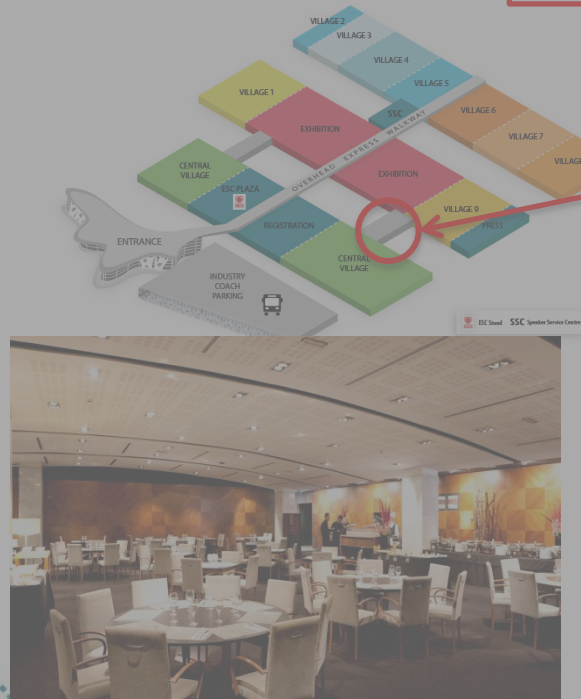 VILLAGE 2
VILLAGE 3
VILLAGE 4
VILLAGE 5
VILLAGE 1
VILLAGE 6
SSC
EXHIBITION
OVERHEAD EXPRESS WALKWAY
VILLAGE 7
VILLAGE
CENTRAL
VILLAGE
EXHIBITION
ESC PLAZA
VILLAGE 9
REGISTRATION
PRESS
ENTRANCE
CENTRAL
VILLAGE
INDUSTRY
COACH
PARKING
ESC Stand SSC Speaker Service Centre